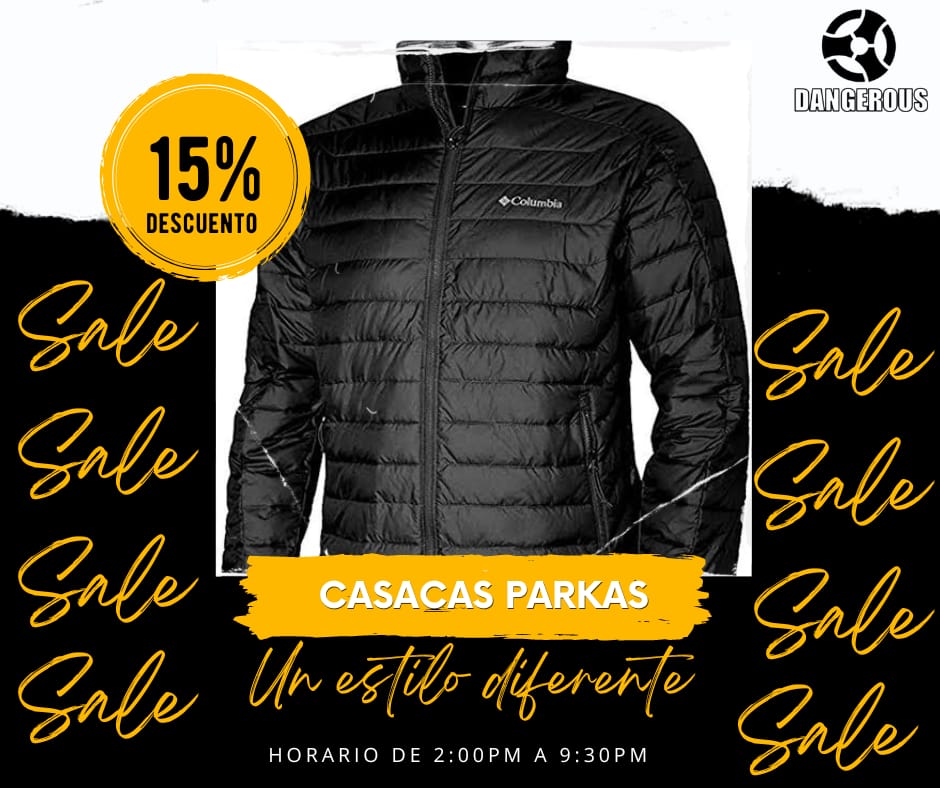 DANGEROUS
15%
DESCUENTO
Columbia
Sale
Sale
Sale
Sale
Sale
Sale
Sale
Sale
CASACAS PARKAS
Un estilo diferente
HORARIO DE 2:00PM A 9:30PM